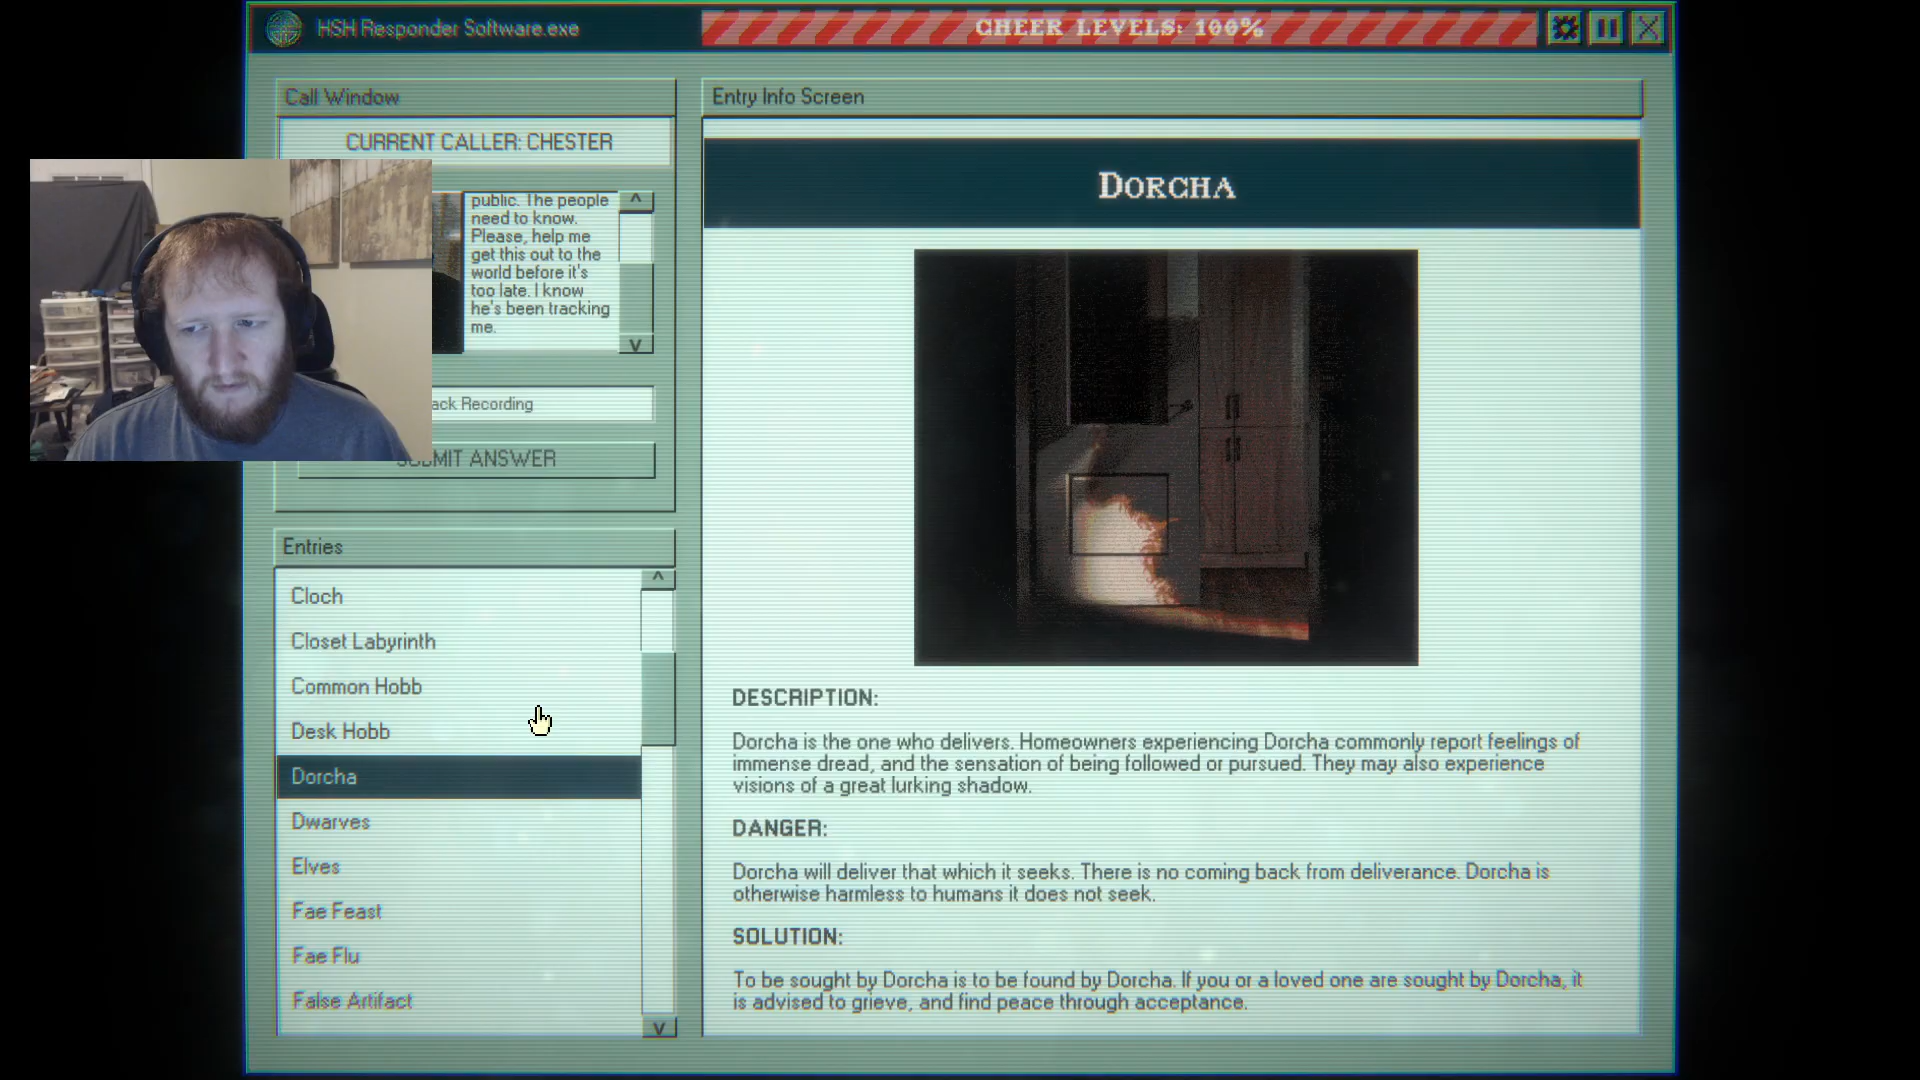 HSH Responder Software.exe
CHEER LEVELS: 100%
Call Window
CURRENT CALLER: CHESTER
public. The people
need to know.
Please, help me
get this out to the
world before it's
too late. I know
he's been tracking
me.
Recording
SUBMIT ANSWER
Entries
Cloch
Closet Labyrinth
Common Hobb
Desk Hobb
Dorcha
Dwarves
Elves
Fae Feast
Fae Flu
False Artifact
Entry Info Screen
DORCHA
DESCRIPTION:
Dorcha is the one who delivers. Homeowners experiencing Dorcha commonly report feelings of
immense dread, and the sensation of being followed or pursued. They may also experience
visions of a great lurking shadow.
DANGER:
Dorcha will deliver that which it seeks. There is no coming back from deliverance. Dorcha is
otherwise harmless to humans it does not seek.
SOLUTION:
To be sought by Dorcha is to be found by Dorcha. If you or a loved one are sought by Dorcha, it
is advised to grieve, and find peace through acceptance.